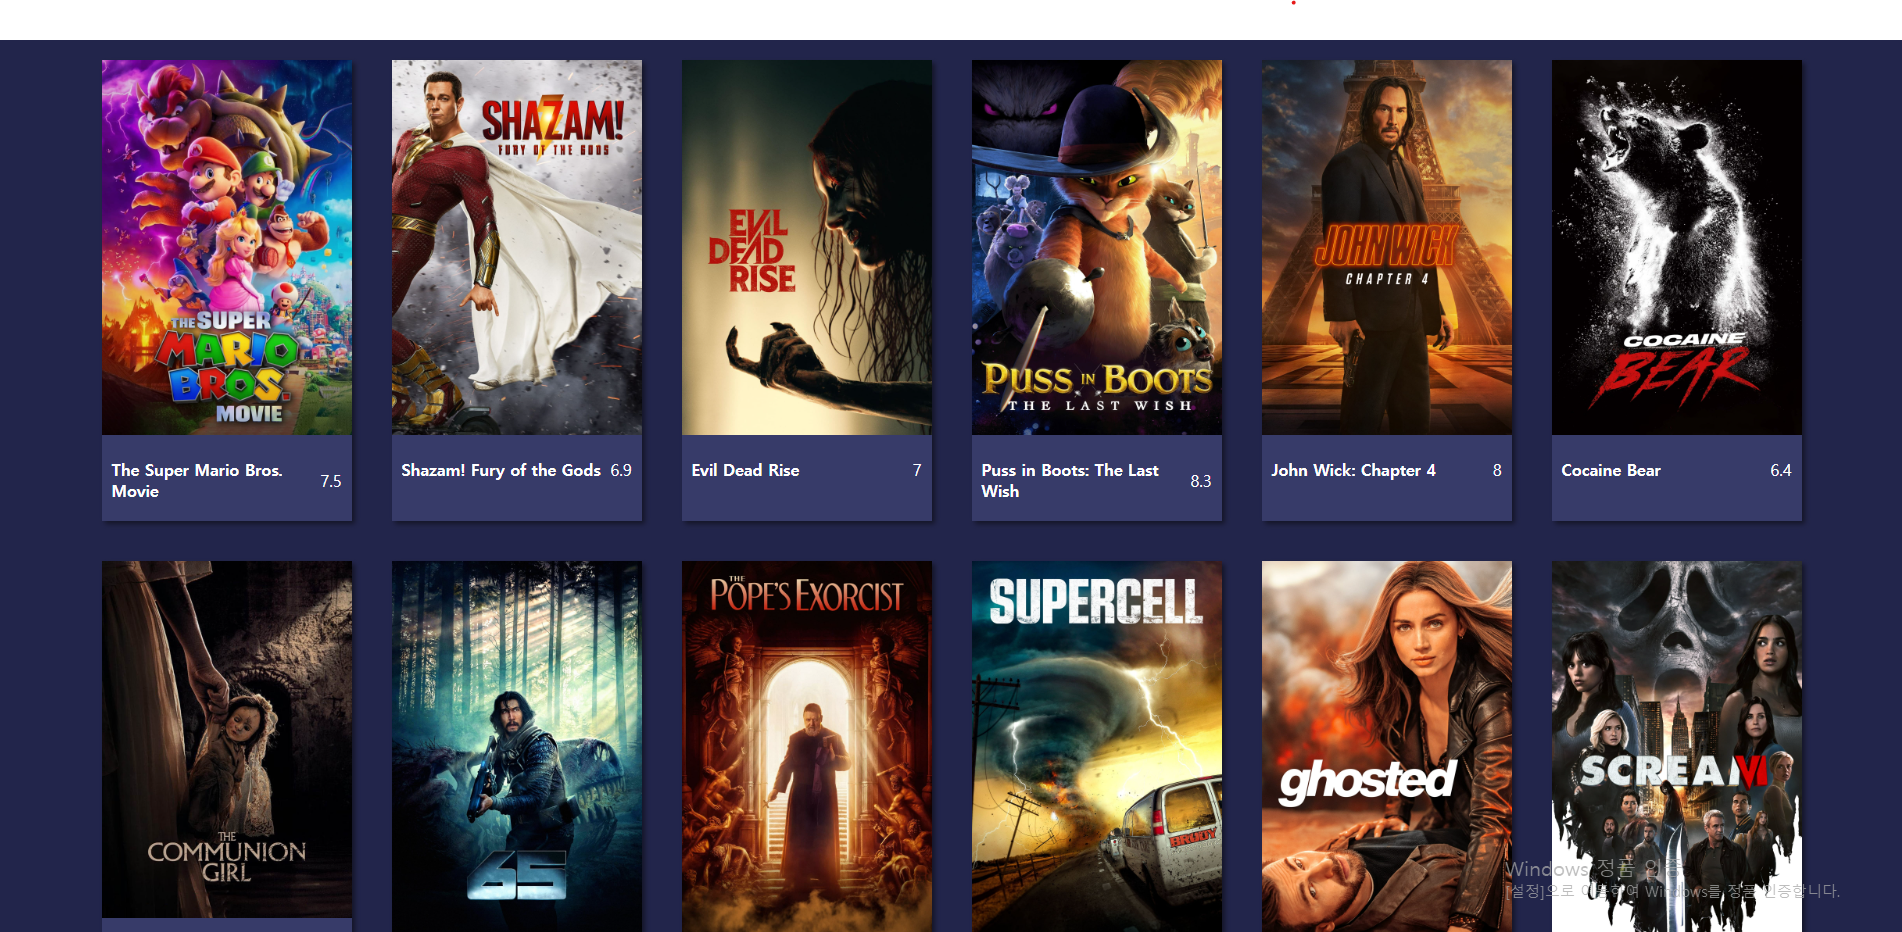 SHAZAM!
FURY OF THE GODS
EVIL
DEAD
RISE
JOHN WICK
CHAPTER 4
THE SUPER
MARIO
BROS.
MOVIE
PUSS IN BOOTS
THE LAST WISH
COCAINE
BEAR
The Super Mario Bros.
Movie
7.5
Shazam! Fury of the Gods 6.9
Evil Dead Rise 7
Puss in Boots: The Last
Wish
8.3
John Wick: Chapter 4 8
Cocaine Bear 6.4
THE
COMMUNION
GIRL
65
THE
POPE'S EXORCIST
SUPERCELL
BRODY
ghosted
SCREAM VI
Windows 정품 인증
[설정]으로 이동하여 Windows를 정품 인증합니다.